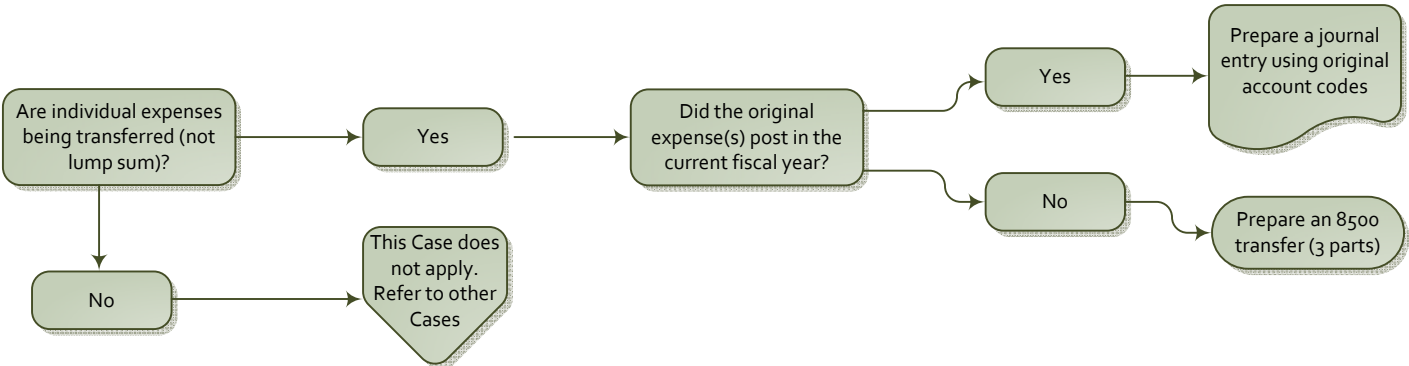 Are individual expenses
being transferred (not
lump sum)?
Yes
Did the original
expense(s) post in the
current fiscal year?
Yes
Prepare a journal
entry using original
account codes
No
Prepare an 8500
transfer (3 parts)
No
This Case does
not apply.
Refer to other
Cases